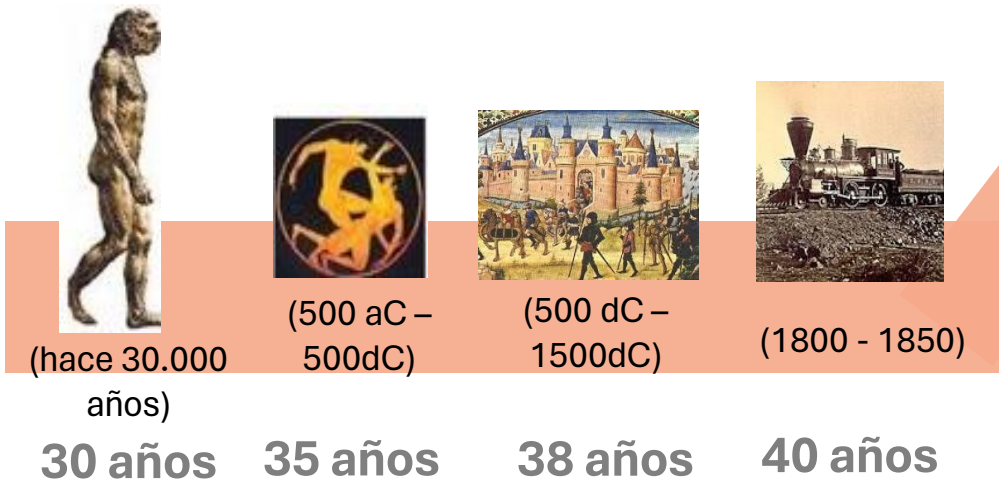 (hace 30.000
años)
30 años
(500 aC –
500dC)
35 años
(500 dC –
1500dC)
38 años
(1800 - 1850)
40 años